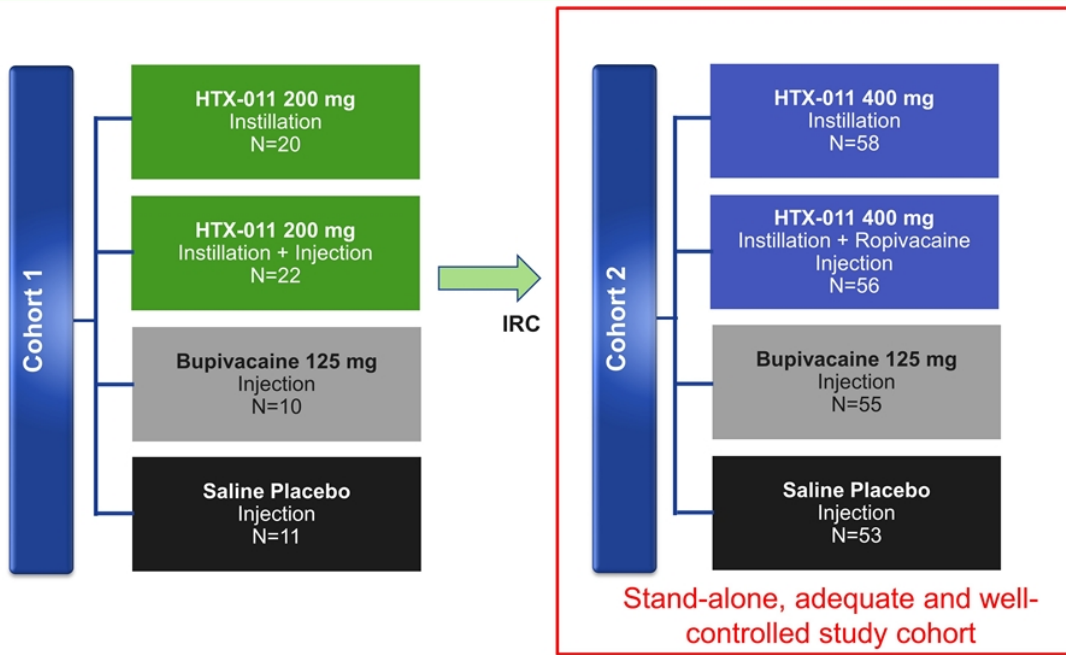 Cohort 1
HTX-011 200 mg
Instillation
N=20
HTX-011 200 mg
Instillation + Injection
N=22
Bupivacaine 125 mg
Injection
N=10
Saline Placebo
Injection
N=11
IRC
Cohort 2
HTX-011 400 mg
Instillation
N=58
HTX-011 400 mg
Instillation + Ropivacaine
Injection
N=56
Bupivacaine 125 mg
Injection
N=55
Saline Placebo
Injection
N=53
Stand-alone, adequate and well-
controlled study cohort